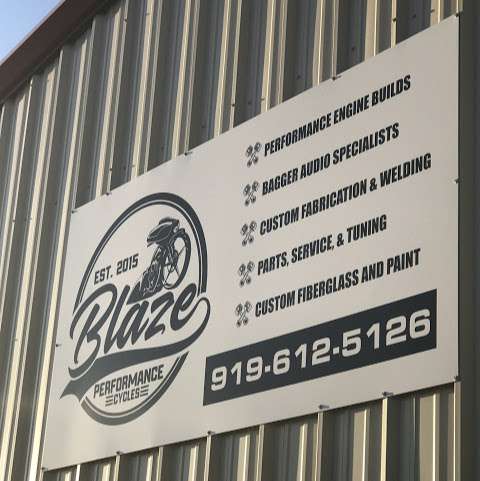 EST. 2015
Blaze
PERFORMANCE
CYCLES
PERFORMANCE ENGINE BUILDS
BAGGER AUDIO SPECIALISTS
CUSTOM FABRICATION & WELDING
PARTS, SERVICE, & TUNING
CUSTOM FIBERGLASS AND PAINT
919-612-5126